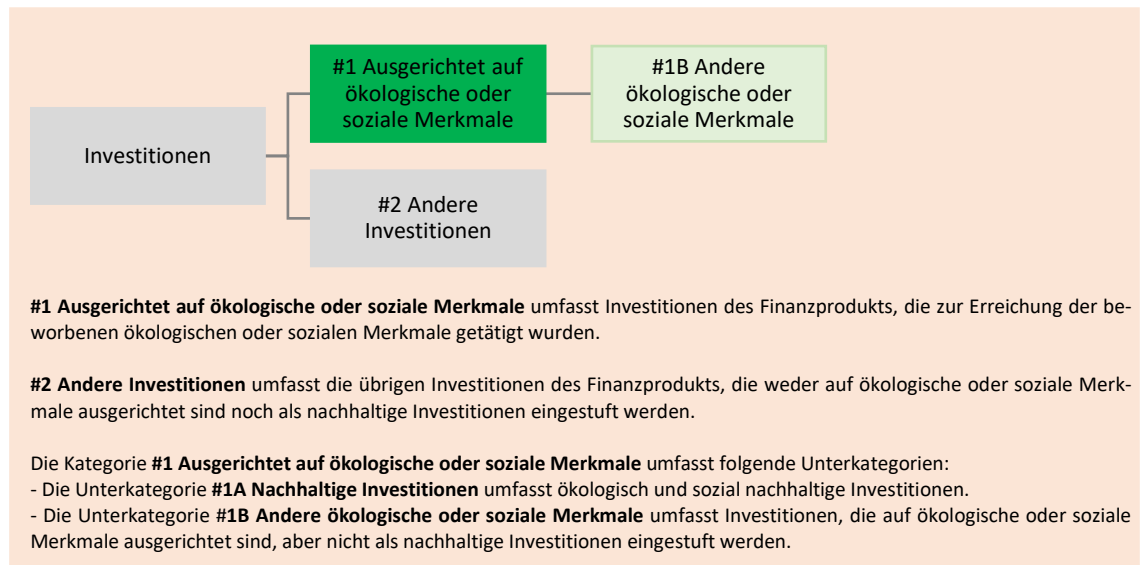 #1 Ausgerichtet auf
ökologische oder
soziale Merkmale
#1B Andere
ökologische oder
soziale Merkmale
Investitionen
#2 Andere
Investitionen
#1 Ausgerichtet auf ökologische oder soziale Merkmale umfasst Investitionen des Finanzprodukts, die zur Erreichung der be-
worbenen ökologischen oder sozialen Merkmale getätigt wurden.
#2 Andere Investitionen umfasst die übrigen Investitionen des Finanzprodukts, die weder auf ökologische oder soziale Merk-
male ausgerichtet sind noch als nachhaltige Investitionen eingestuft werden.
Die Kategorie #1 Ausgerichtet auf ökologische oder soziale Merkmale umfasst folgende Unterkategorien:
- Die Unterkategorie #1A Nachhaltige Investitionen umfasst ökologisch und sozial nachhaltige Investitionen.
- Die Unterkategorie #1B Andere ökologische oder soziale Merkmale umfasst Investitionen, die auf ökologische oder soziale
Merkmale ausgerichtet sind, aber nicht als nachhaltige Investitionen eingestuft werden.